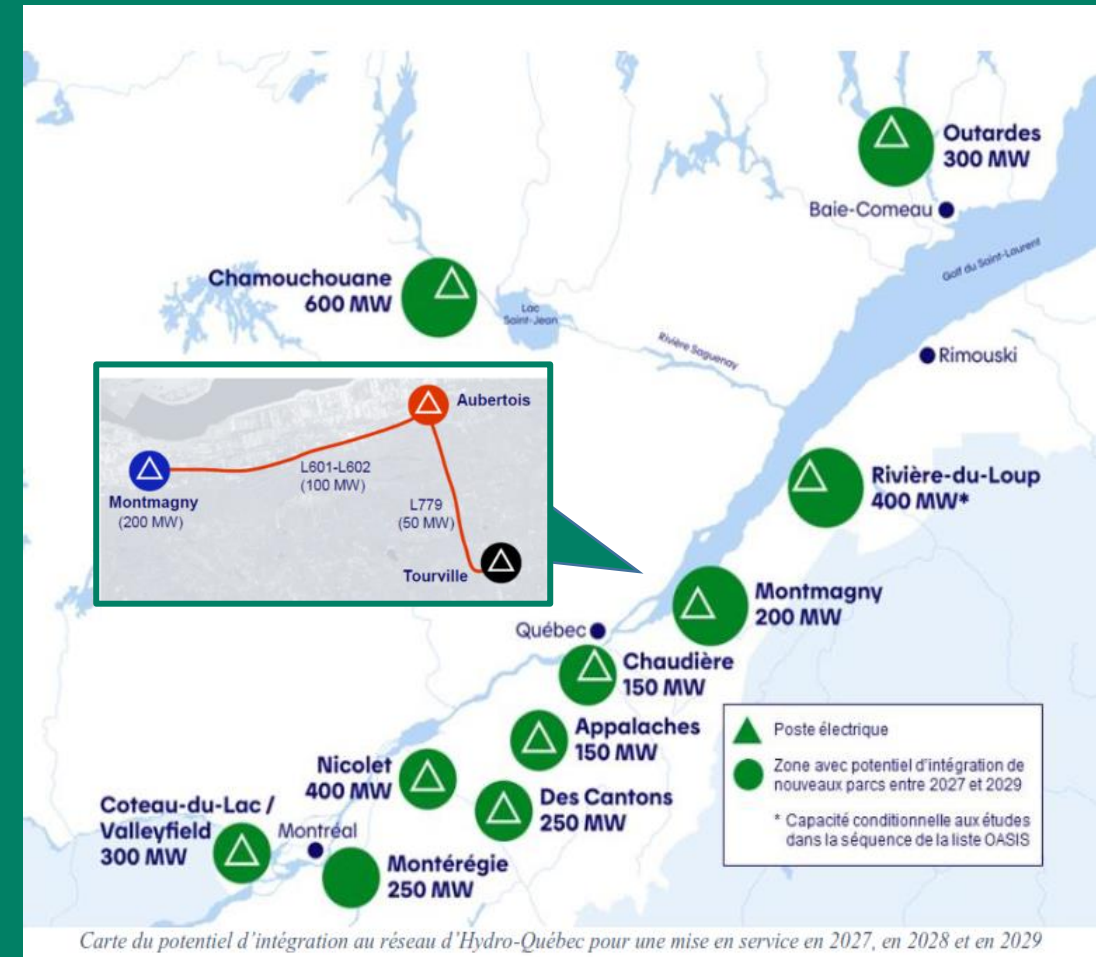 Outardes
300 MW
Baie-Comeau
Golf du Saint-Laurent
Chamouchouane
600 MW
Lac
Saint-Jean
Rivière Saguenay
Rimouski
Aubertois
L601-L602
(100 MW)
Montmagny
(200 MW)
L779
(50 MW)
Tourville
Rivière-du-Loup
400 MW*
Montmagny
200 MW
Québec
Chaudière
150 MW
Appalaches
150 MW
Nicolet
400 MW
Des Cantons
250 MW
Coteau-du-Lac /
Valleyfield
300 MW
Montréal
Montérégie
250 MW
Poste électrique
Zone avec potentiel d'intégration de
nouveaux parcs entre 2027 et 2029
* Capacité conditionnelle aux études
dans la séquence de la liste OASIS
Carte du potentiel d'intégration au réseau d'Hydro-Québec pour une mise en service en 2027, en 2028 et en 2029